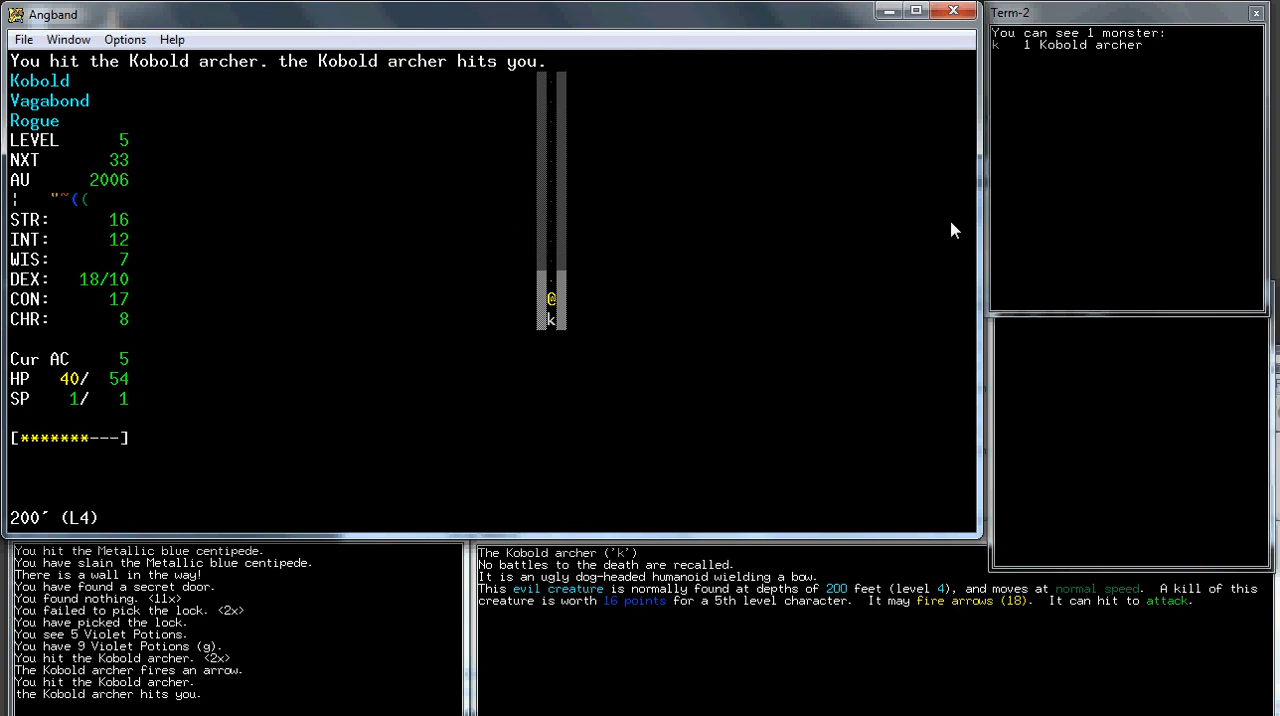 Angband
File Window Options Help
You hit the Kobold archer. the Kobold archer hits you.
Kobold
Vagabond
Rogue
LEVEL 5
NXT 33
AU 2006
¦ "~((
STR: 16
INT: 12
WIS: 7
DEX: 18/10
CON: 17
CHR: 8
@
k
Cur AC 5
HP 40/ 54
SP 1/ 1
[*******---]
200´ (L4)
Term-2
You can see 1 monster:
k 1 Kobold archer
You hit the Metallic blue centipede.
You have slain the Metallic blue centipede.
There is a wall in the way!
You have found a secret door.
You found nothing. <11x>
You failed to pick the lock. <2x>
You have picked the lock.
You see 5 Violet Potions.
You have 9 Violet Potions (g).
You hit the Kobold archer. <2x>
The Kobold archer fires an arrow.
You hit the Kobold archer.
the Kobold archer hits you.
The Kobold archer ('k')
No battles to the death are recalled.
It is an ugly dog-headed humanoid wielding a bow.
This evil creature is normally found at depths of 200 feet (level 4), and moves at normal speed. A kill of this
creature is worth 16 points for a 5th level character. It may fire arrows (18). It can hit to attack.